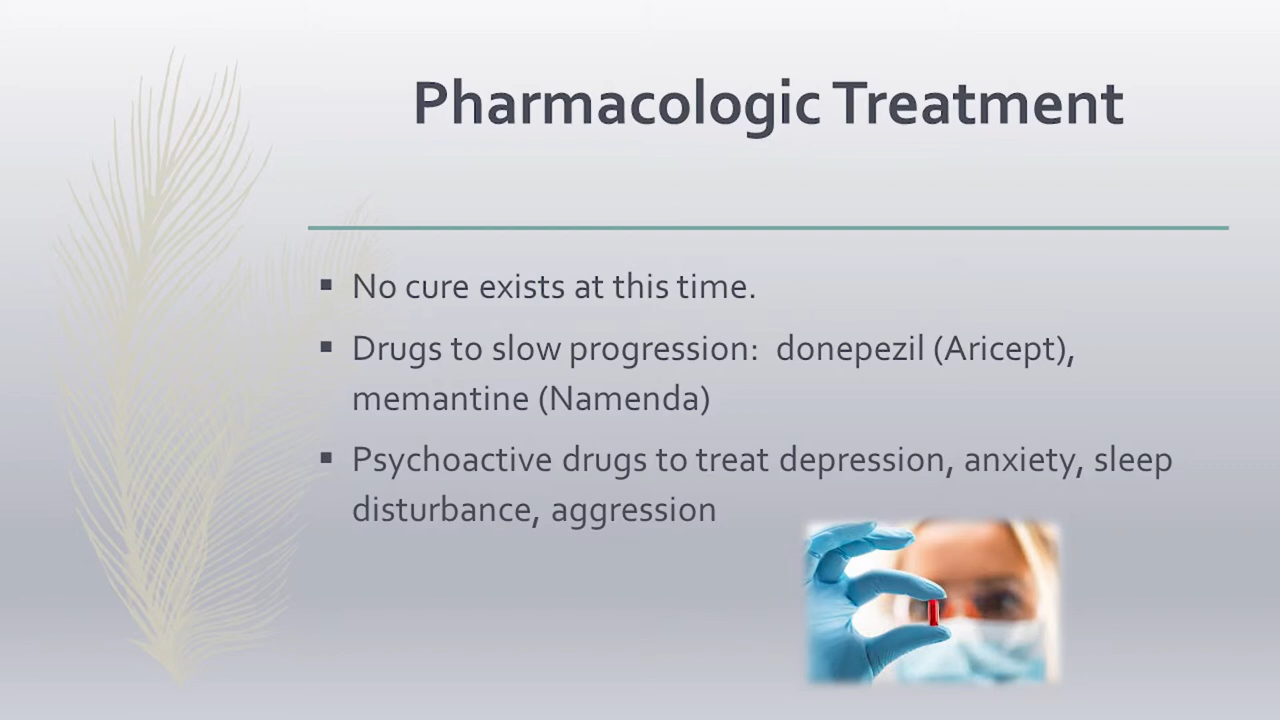 Pharmacologic Treatment
▪ No cure exists at this time.
▪ Drugs to slow progression:  donepezil (Aricept),
memantine (Namenda)
▪ Psychoactive drugs to treat depression, anxiety, sleep
disturbance, aggression